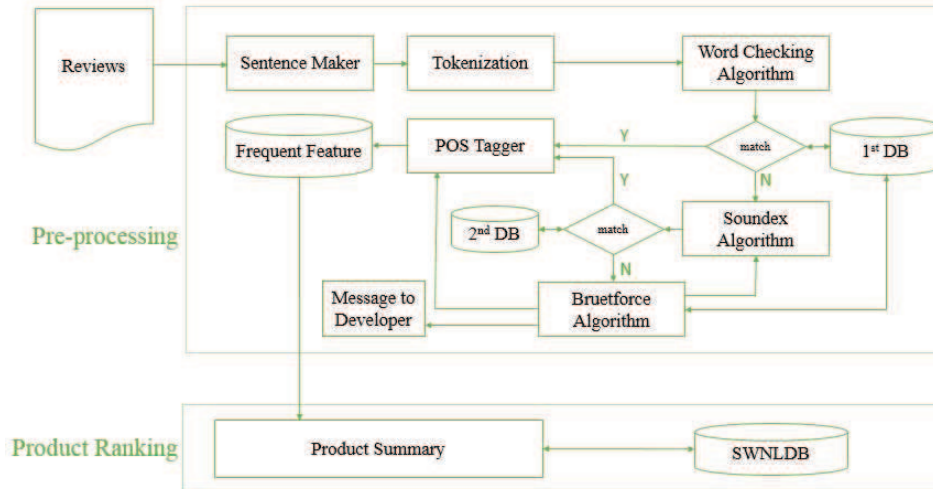 Reviews
Sentence Maker
Tokenization
Word Checking
Algorithm
Frequent Feature
POS Tagger
Y
match
1st DB
N
Y
Pre-processing
2nd DB
match
Soundex
Algorithm
N
Message to
Developer
Bruetforce
Algorithm
Product Ranking
Product Summary
SWNLDB